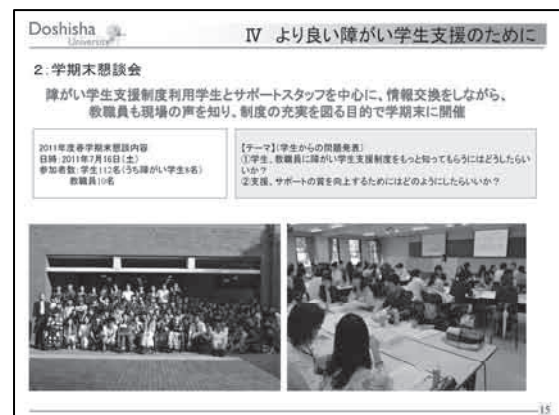 Doshisha
University
Ⅳ より良い障がい学生支援のために
2:学期末懇談会
障がい学生支援制度利用学生とサポートスタッフを中心に、情報交換をしながら、
教職員も現場の声を知り、制度の充実を図る目的で学期末に開催
2011年度春学期末懇談内容
日時:2011年7月16日(土)
参加者数:学生112名(うち障がい学生8名)
教職員10名
【テーマ】(学生からの問題発表)
①学生、教職員に障がい学生支援制度をもっと知ってもらうにはどうしたらい
いか?
②支援、サポートの質を向上するためにはどのようにしたらいいか?
15